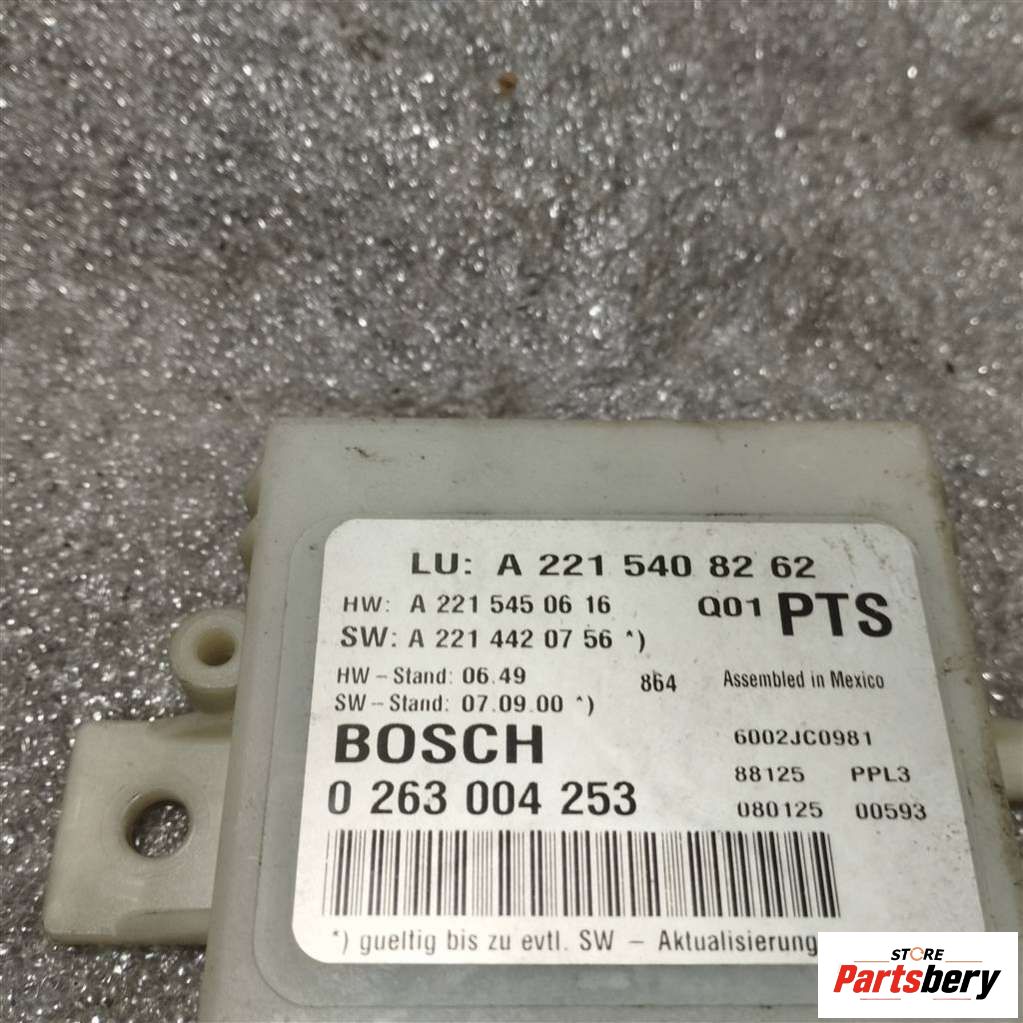 LU: A 221 540 82 62
HW: A 221 545 06 16 Q01 PTS
SW: A 221 442 07 56 *)
HW-Stand: 06.49 864 Assembled in Mexico
SW-Stand: 07.09.00 *)
BOSCH 6002JC0981
0 263 004 253 88125 PPL3
080125 00593
*) gueltig bis zu evtl. SW - Aktualisierung
STORE
Partsbery